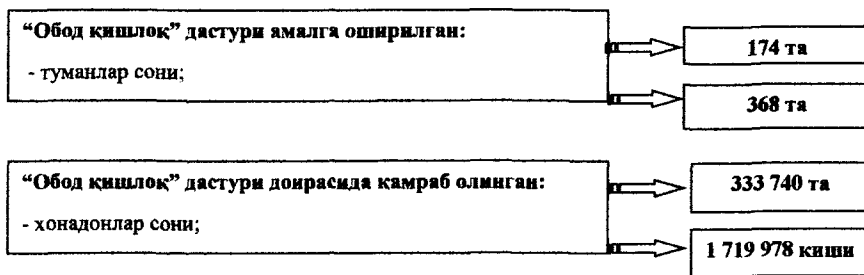 “Обод қишлоқ” дастури амалга оширилган:
174 та
- туманлар сони;
368 та
“Обод қишлоқ” дастури доирасида қамраб олинган:
333 740 та
- хонадонлар сони;
1 719 978 киши